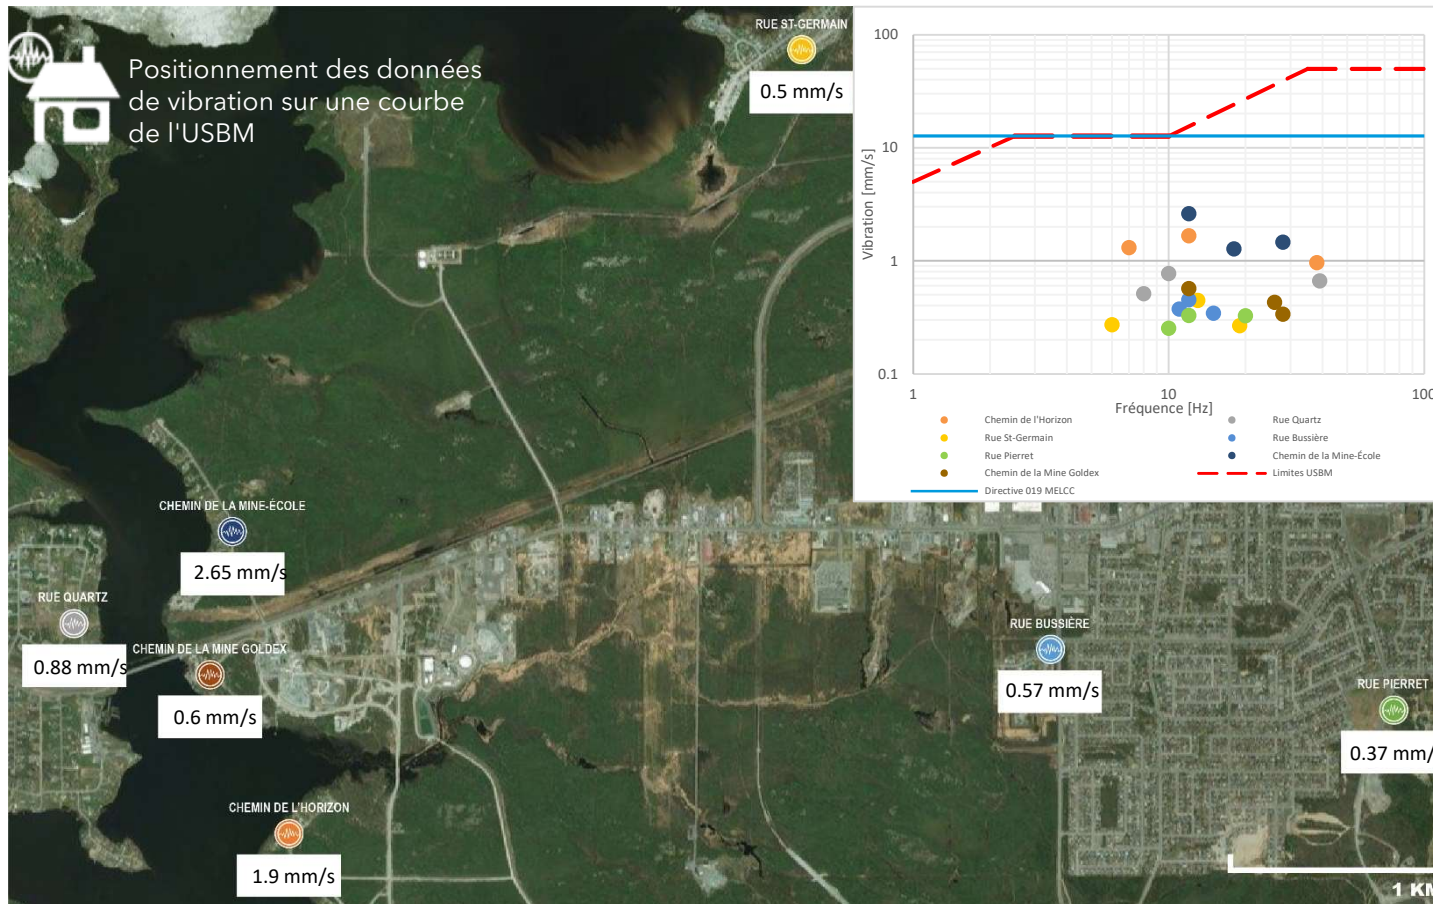 Positionnement des données
de vibration sur une courbe
de l'USBM
RUE ST-GERMAIN
0.5 mm/s
100
10
1
0.1
Vibration [mm/s]
1
10
100
Fréquence [Hz]
Chemin de l'Horizon
Rue Quartz
Rue St-Germain
Rue Bussière
Rue Pierret
Chemin de la Mine-École
Chemin de la Mine Goldex
Limites USBM
Directive 019 MELCC
CHEMIN DE LA MINE-ÉCOLE
2.65 mm/s
RUE QUARTZ
0.88 mm/s
CHEMIN DE LA MINE GOLDEX
0.6 mm/s
RUE BUSSIÈRE
0.57 mm/s
RUE PIERRET
0.37 mm/
CHEMIN DE L'HORIZON
1.9 mm/s
1 KM